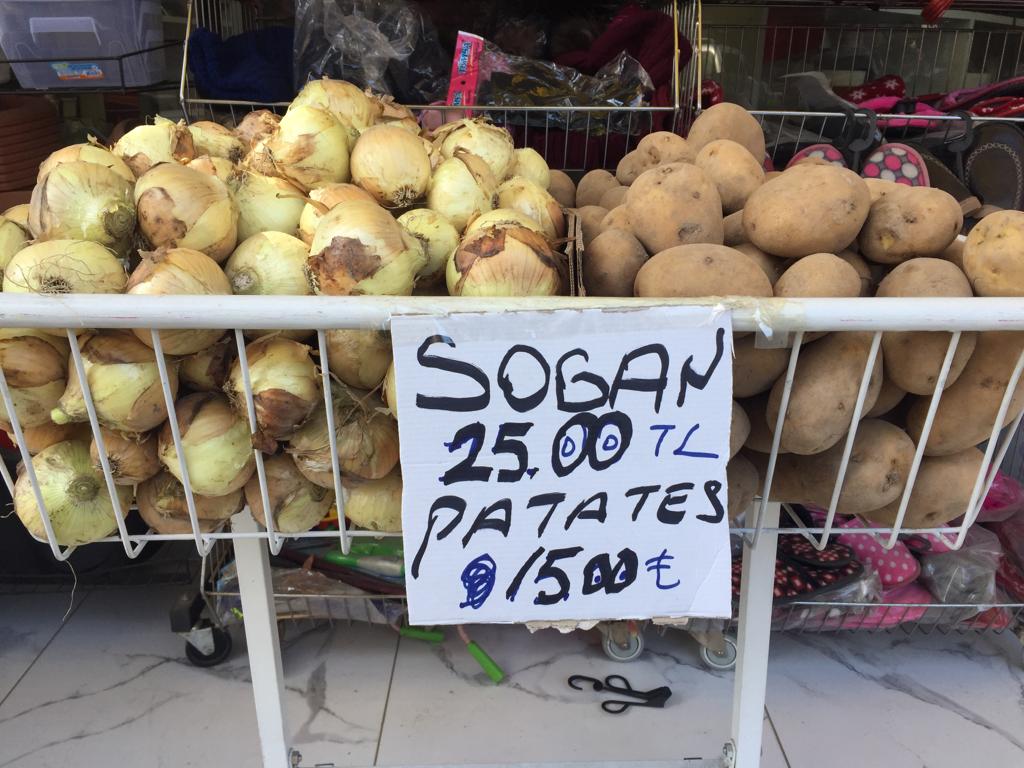 SOGAN
25.00 TL
PATATES
15.00 ₺